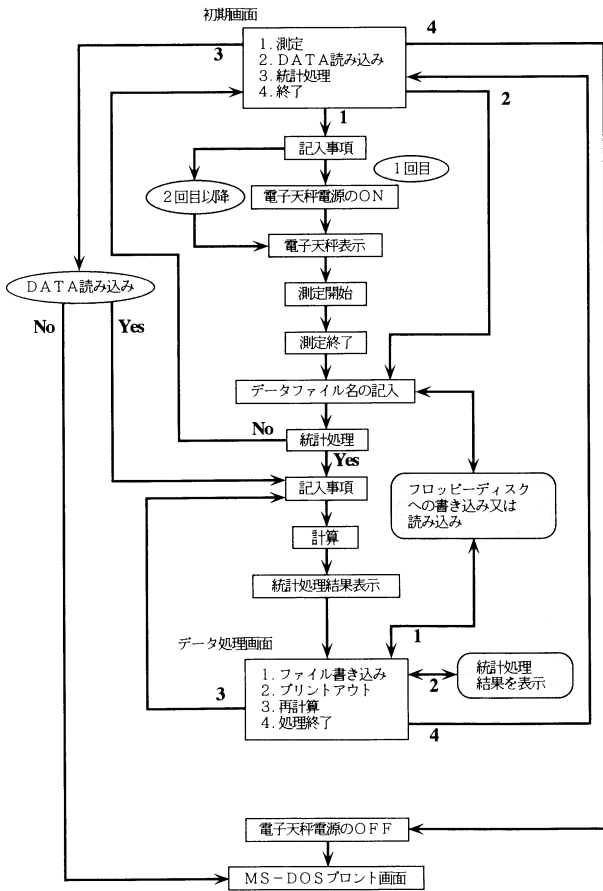 初期画面
1．測定
2．DATA読み込み
3．統計処理
4．終了
3
4
2
1
記入事項
1回目
2回目以降
電子天秤電源のON
電子天秤表示
DATA読み込み
測定開始
No
Yes
測定終了
データファイル名の記入
No
統計処理
Yes
記入事項
フロッピーディスク
への書き込み又は
読み込み
計算
統計処理結果表示
データ処理画面
1
1．ファイル書き込み
2．プリントアウト
3．再計算
4．処理終了
3
2
統計処理
結果を表示
4
電子天秤電源のOFF
MS－DOSプロント画面